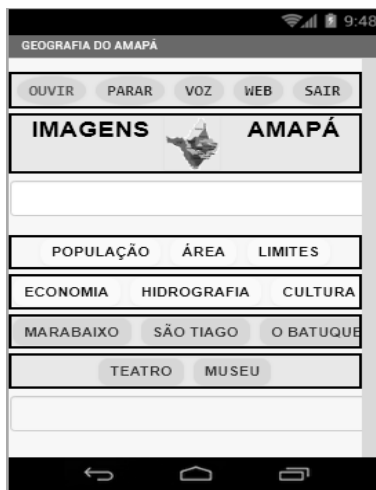 9:48
GEOGRAFIA DO AMAPÁ
OUVIR PARAR VOZ WEB SAIR
IMAGENS AMAPÁ
POPULAÇÃO ÁREA LIMITES
ECONOMIA HIDROGRAFIA CULTURA
MARABAIXO SÃO TIAGO O BATUQUE
TEATRO MUSEU